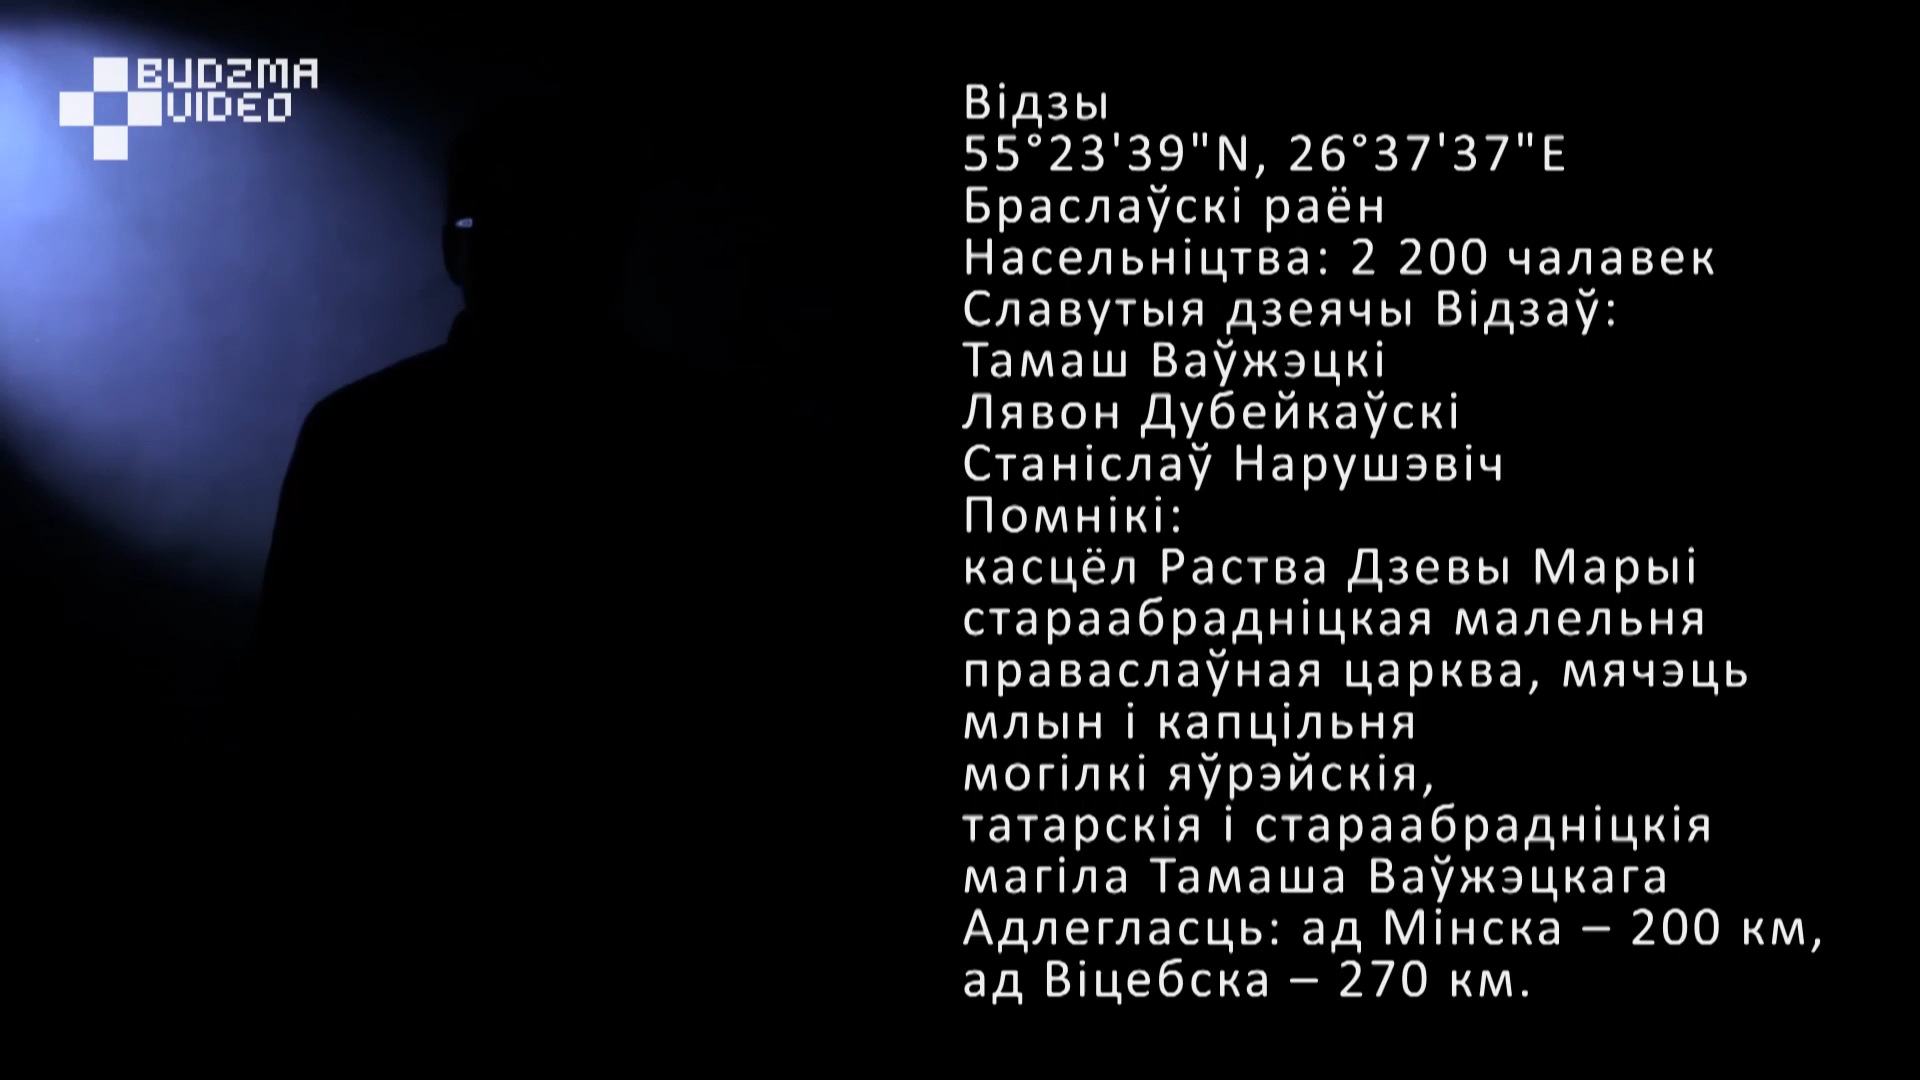 BUDZMA
VIDEO
Відзы
55°23'39"N, 26°37'37"E
Браслаўскі раён
Насельніцтва: 2 200 чалавек
Славутыя дзеячы Відзаў:
Тамаш Ваўжэцкі
Лявон Дубейкаўскі
Станіслаў Нарушэвіч
Помнікі:
касцёл Раства Дзевы Марыі
стараабрадніцкая малельня
праваслаўная царква, мячэць
млын і капцільня
могілкі яўрэйскія,
татарскія і стараабрадніцкія
магіла Тамаша Ваўжэцкага
Адлегласць: ад Мінска – 200 км,
ад Віцебска – 270 км.